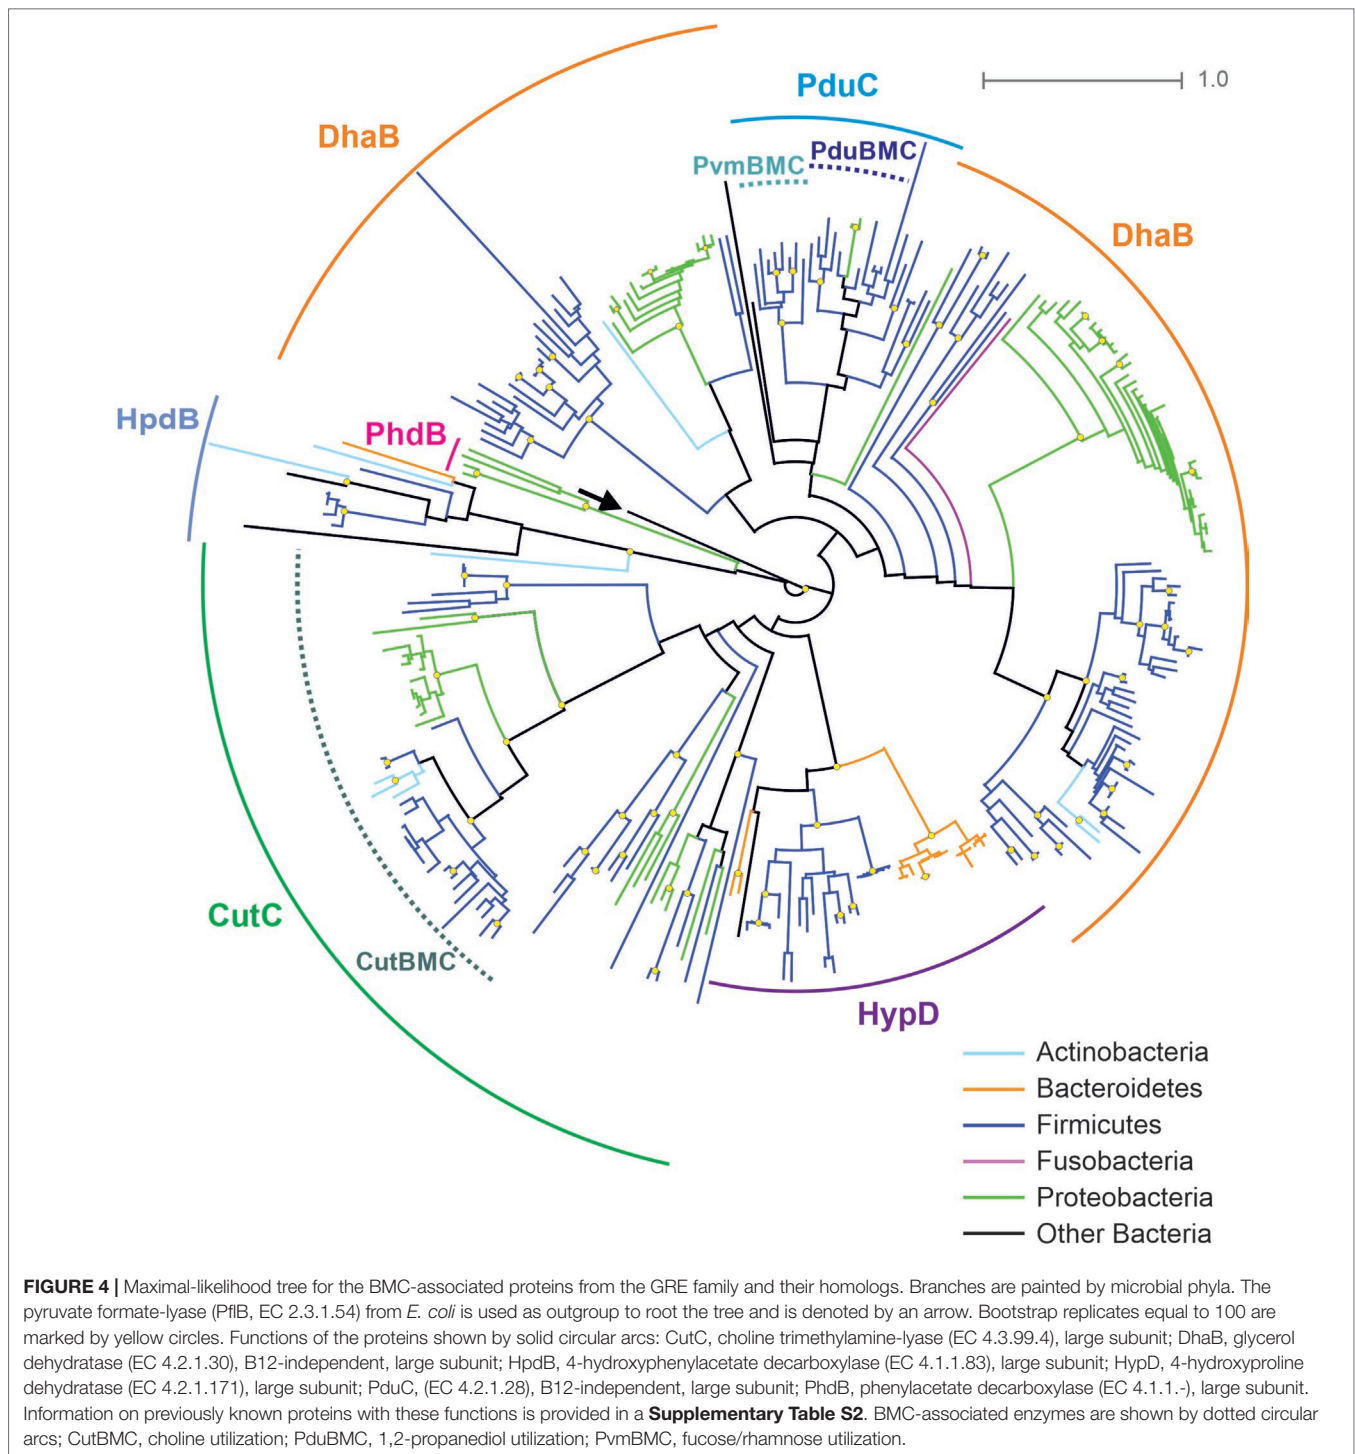 PduC
1.0
DhaB
PduBMC
PvmBMC
DhaB
HpdB
PhdB
CutC
CutBMC
HypD
Actinobacteria
Bacteroidetes
Firmicutes
Fusobacteria
Proteobacteria
Other Bacteria
FIGURE 4 | Maximal-likelihood tree for the BMC-associated proteins from the GRE family and their homologs. Branches are painted by microbial phyla. The
pyruvate formate-lyase (PflB, EC 2.3.1.54) from E. coli is used as outgroup to root the tree and is denoted by an arrow. Bootstrap replicates equal to 100 are
marked by yellow circles. Functions of the proteins shown by solid circular arcs: CutC, choline trimethylamine-lyase (EC 4.3.99.4), large subunit; DhaB, glycerol
dehydratase (EC 4.2.1.30), B12-independent, large subunit; HpdB, 4-hydroxyphenylacetate decarboxylase (EC 4.1.1.83), large subunit; HypD, 4-hydroxyproline
dehydratase (EC 4.2.1.171), large subunit; PduC, (EC 4.2.1.28), B12-independent, large subunit; PhdB, phenylacetate decarboxylase (EC 4.1.1.-), large subunit.
Information on previously known proteins with these functions is provided in a Supplementary Table S2. BMC-associated enzymes are shown by dotted circular
arcs; CutBMC, choline utilization; PduBMC, 1,2-propanediol utilization; PvmBMC, fucose/rhamnose utilization.